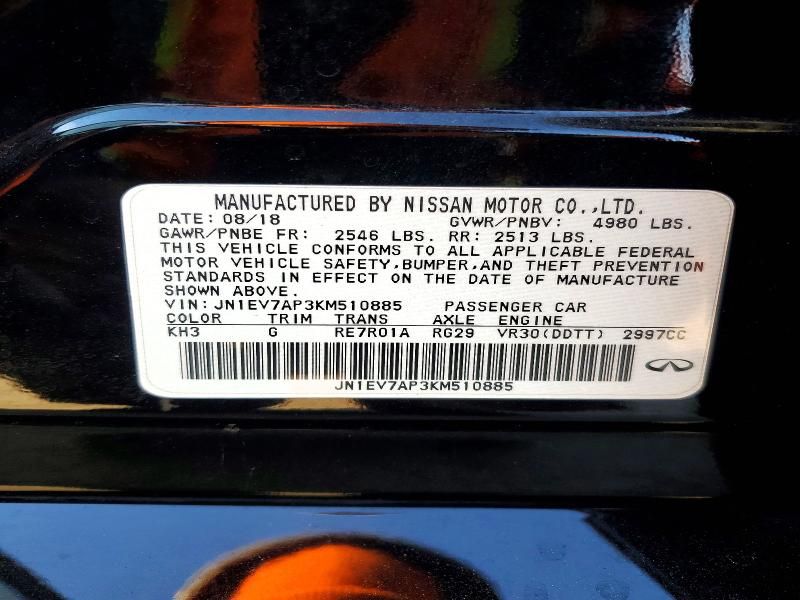 MANUFACTURED BY NISSAN MOTOR CO.,LTD.
DATE: 08/18 GVWR/PNBV: 4980 LBS.
GAWR/PNBE FR: 2546 LBS. RR: 2513 LBS.
THIS VEHICLE CONFORMS TO ALL APPLICABLE FEDERAL
MOTOR VEHICLE SAFETY,BUMPER,AND THEFT PREVENTION
STANDARDS IN EFFECT ON THE DATE OF MANUFACTURE
SHOWN ABOVE.
VIN:JN1EV7AP3KM510885 PASSENGER CAR
COLOR TRIM TRANS AXLE ENGINE
KH3 G RE7R01A RG29 VR30(DDTT) 2997CC
JN1EV7AP3KM510885